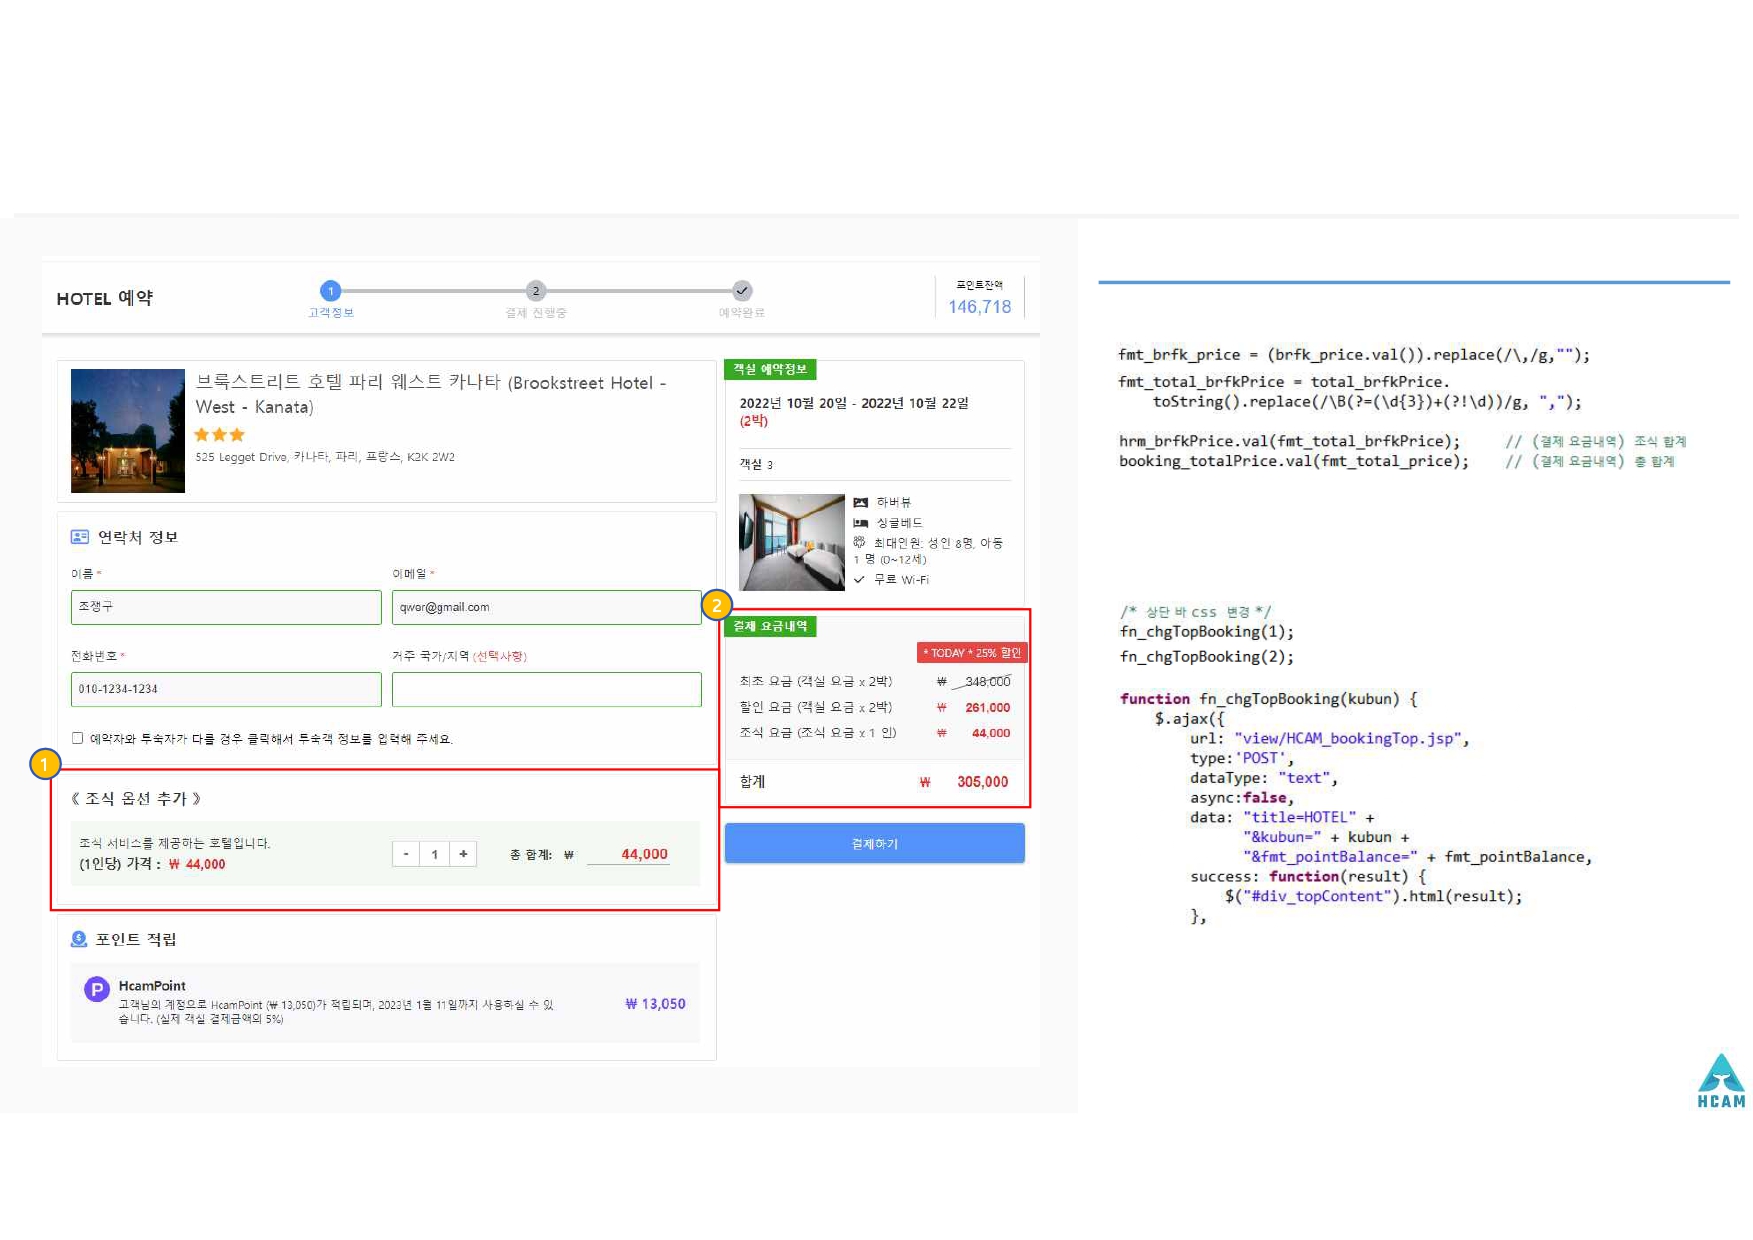 HOTEL 예약
1
고객정보
2
결제 진행중
예약완료
포인트잔액
146,718
브룩스트리트 호텔 파리 웨스트 카나타 (Brookstreet Hotel -
West - Kanata)
525 Legget Drive, 카나타, 파리, 프랑스, K2K 2W2
연락처 정보
이름 *
이메일 *
조쟁구
qwer@gmail.com
전화번호 *
거주 국가/지역 (선택사항)
010-1234-1234
예약자와 투숙자가 다를 경우 클릭해서 투숙객 정보를 입력해 주세요.
1
《 조식 옵션 추가 》
조식 서비스를 제공하는 호텔입니다.
(1인당) 가격 : ₩ 44,000
- 1 +
총 합계: ₩ 44,000
포인트 적립
P
HcamPoint
고객님의 계정으로 HcamPoint (₩ 13,050)가 적립되며, 2023년 1월 11일까지 사용하실 수 있
습니다. (실제 객실 결제금액의 5%)
₩ 13,050
객실 예약정보
2022년 10월 20일 - 2022년 10월 22일
(2박)
객실 3
하버뷰
싱글베드
최대인원: 성인 8명, 아동
1 명 (0~12세)
무료 Wi-Fi
2
결제 요금내역
* TODAY * 25% 할인
최초 요금 (객실 요금 x 2박) ₩ 348,000
할인 요금 (객실 요금 x 2박) ₩ 261,000
조식 요금 (조식 요금 x 1 인) ₩ 44,000
합계 ₩ 305,000
결제하기
fmt_brfk_price = (brfk_price.val()).replace(/\,/g,"");
fmt_total_brfkPrice = total_brfkPrice.
toString().replace(/\B(?=(\d{3})+(?!\d))/g, ",");
hrm_brfkPrice.val(fmt_total_brfkPrice); // (결제 요금내역) 조식 합계
booking_totalPrice.val(fmt_total_price); // (결제 요금내역) 총 합계
/* 상단 바 css 변경 */
fn_chgTopBooking(1);
fn_chgTopBooking(2);
function fn_chgTopBooking(kubun) {
$.ajax({
url: "view/HCAM_bookingTop.jsp",
type:'POST',
dataType: "text",
async:false,
data: "title=HOTEL" +
"&kubun=" + kubun +
"&fmt_pointBalance=" + fmt_pointBalance,
success: function(result) {
$("#div_topContent").html(result);
},
HCAM